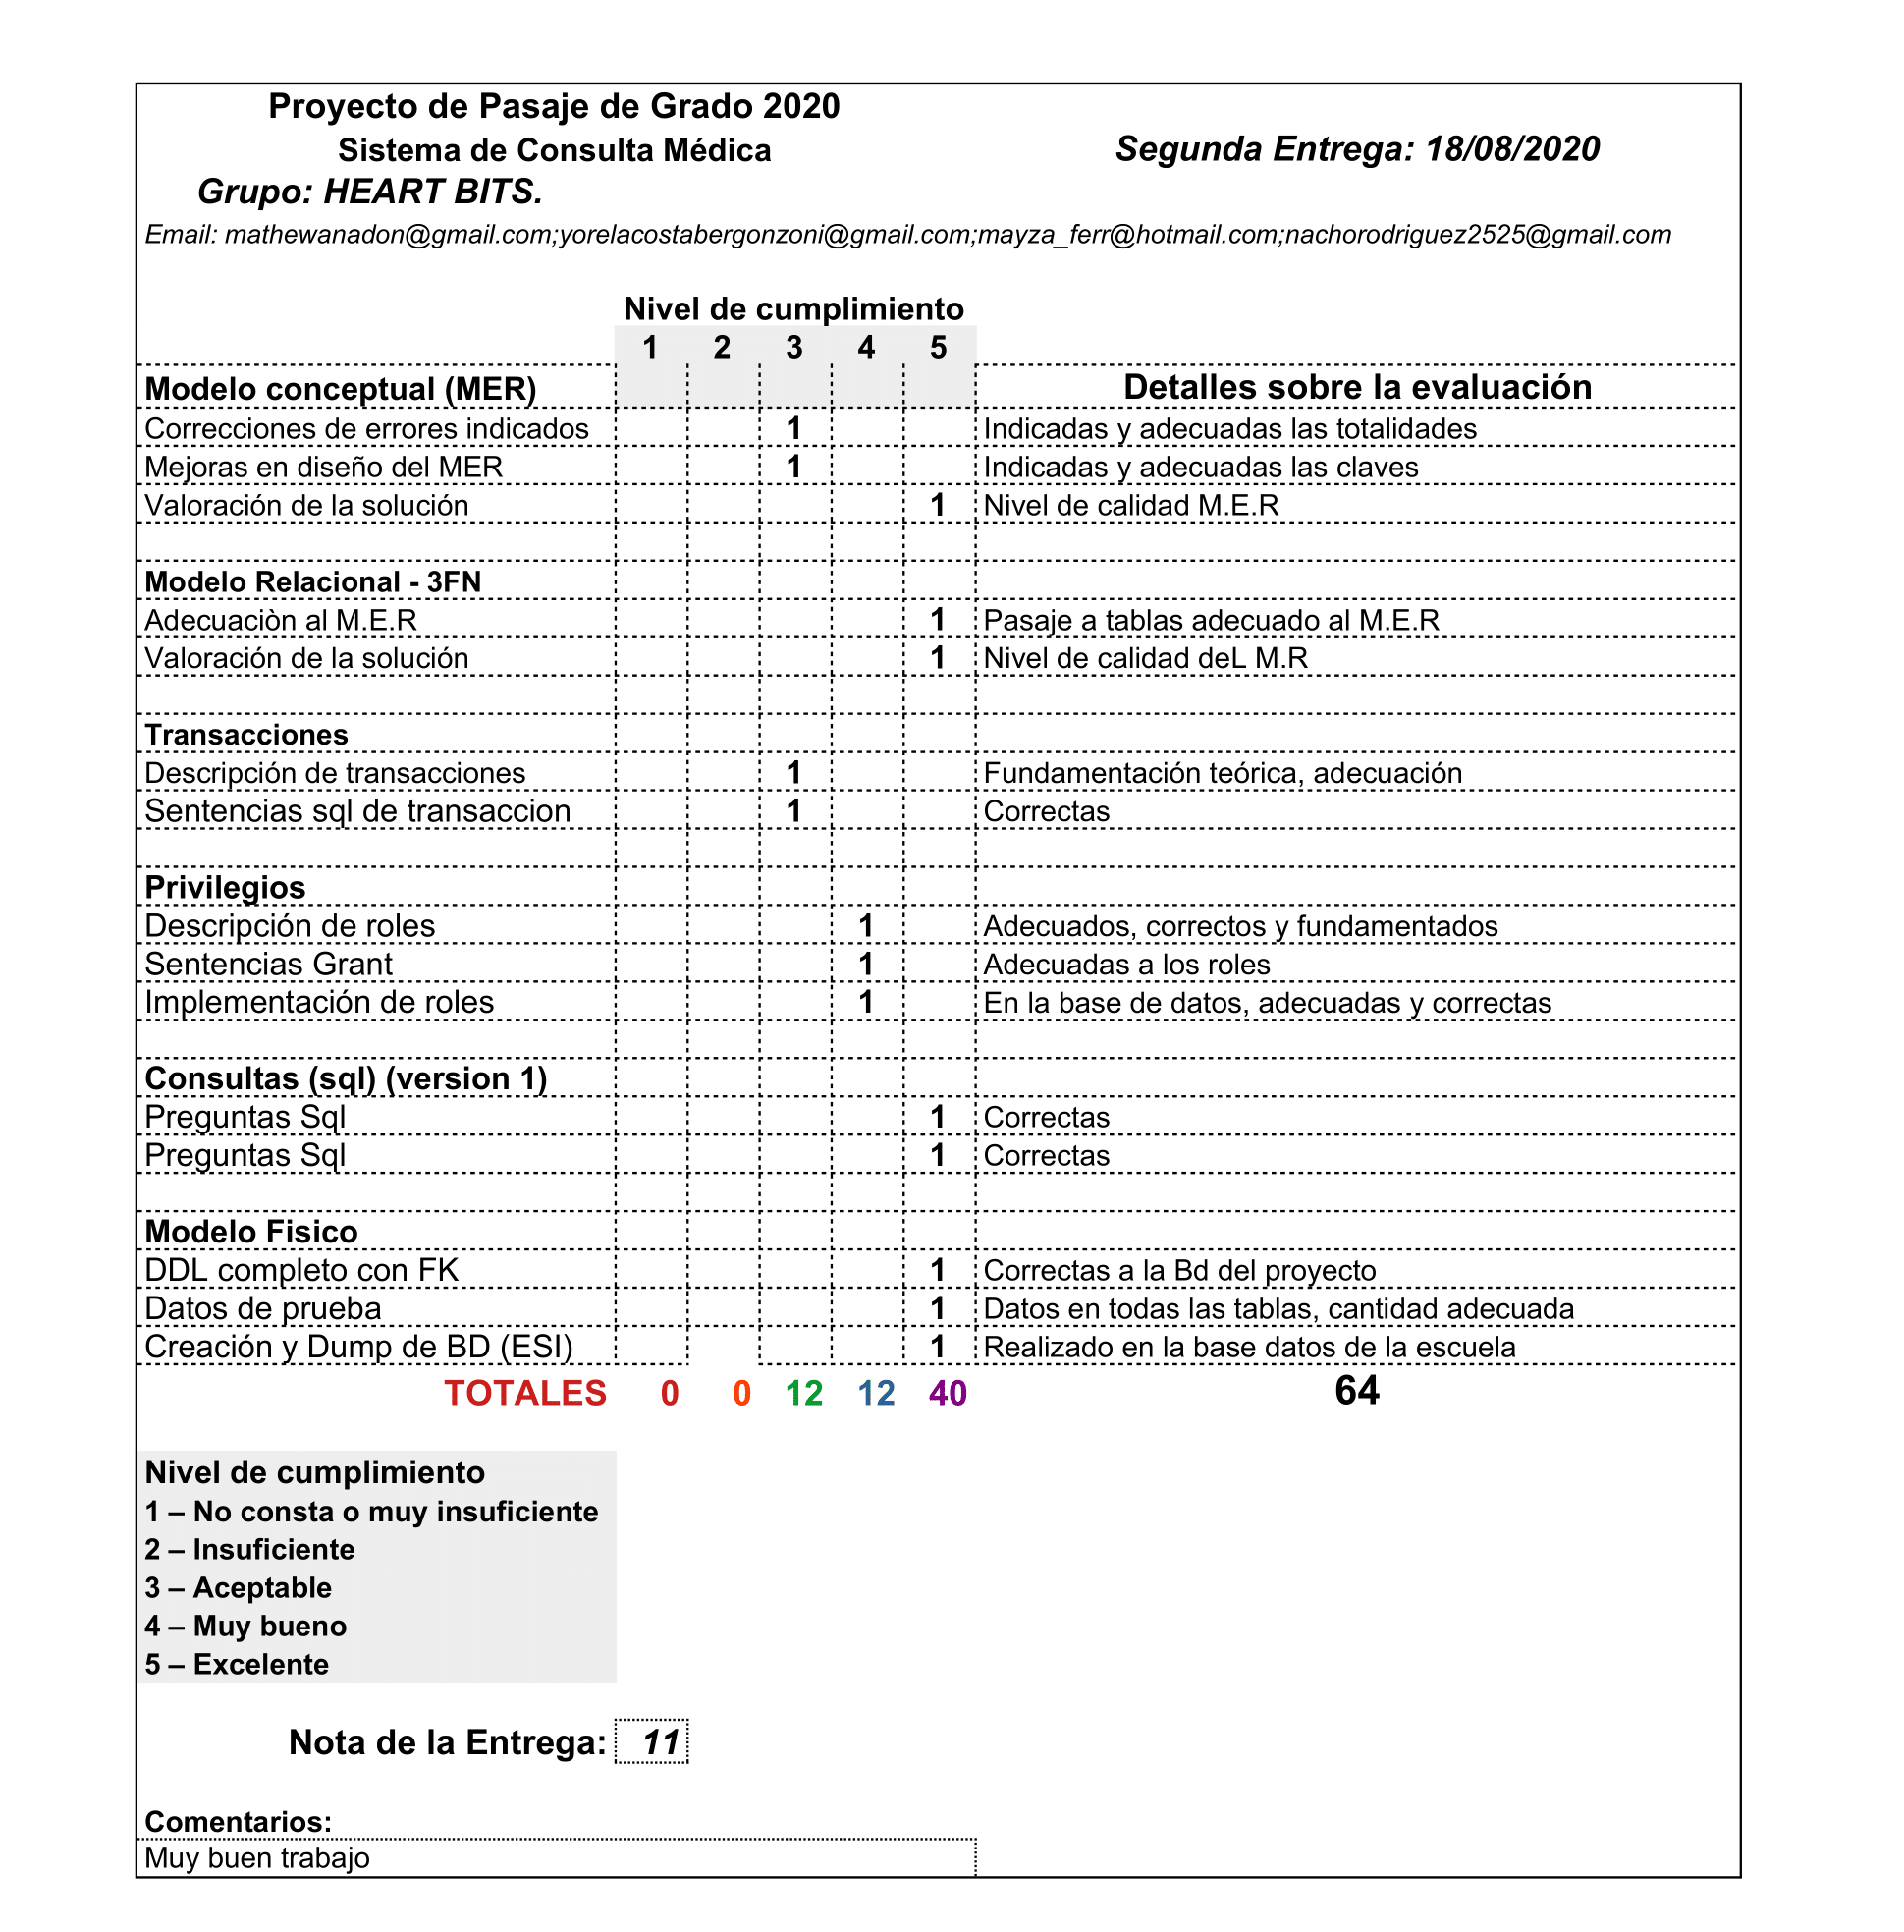 Proyecto de Pasaje de Grado 2020
Sistema de Consulta Médica Segunda Entrega: 18/08/2020
Grupo: HEART BITS.
Email: mathewanadon@gmail.com;yorelacostabergonzoni@gmail.com;mayza_ferr@hotmail.com;nachorodriguez2525@gmail.com
Nivel de cumplimiento
1 2 3 4 5
Modelo conceptual (MER) Detalles sobre la evaluación
Correcciones de errores indicados 1 Indicadas y adecuadas las totalidades
Mejoras en diseño del MER 1 Indicadas y adecuadas las claves
Valoración de la solución 1 Nivel de calidad M.E.R
Modelo Relacional - 3FN
Adecuaciòn al M.E.R 1 Pasaje a tablas adecuado al M.E.R
Valoración de la solución 1 Nivel de calidad deL M.R
Transacciones
Descripción de transacciones 1 Fundamentación teórica, adecuación
Sentencias sql de transaccion 1 Correctas
Privilegios
Descripción de roles 1 Adecuados, correctos y fundamentados
Sentencias Grant 1 Adecuadas a los roles
Implementación de roles 1 En la base de datos, adecuadas y correctas
Consultas (sql) (version 1)
Preguntas Sql 1 Correctas
Preguntas Sql 1 Correctas
Modelo Fisico
DDL completo con FK 1 Correctas a la Bd del proyecto
Datos de prueba 1 Datos en todas las tablas, cantidad adecuada
Creación y Dump de BD (ESI) 1 Realizado en la base datos de la escuela
TOTALES 0 0 12 12 40 64
Nivel de cumplimiento
1 – No consta o muy insuficiente
2 – Insuficiente
3 – Aceptable
4 – Muy bueno
5 – Excelente
Nota de la Entrega: 11
Comentarios:
Muy buen trabajo